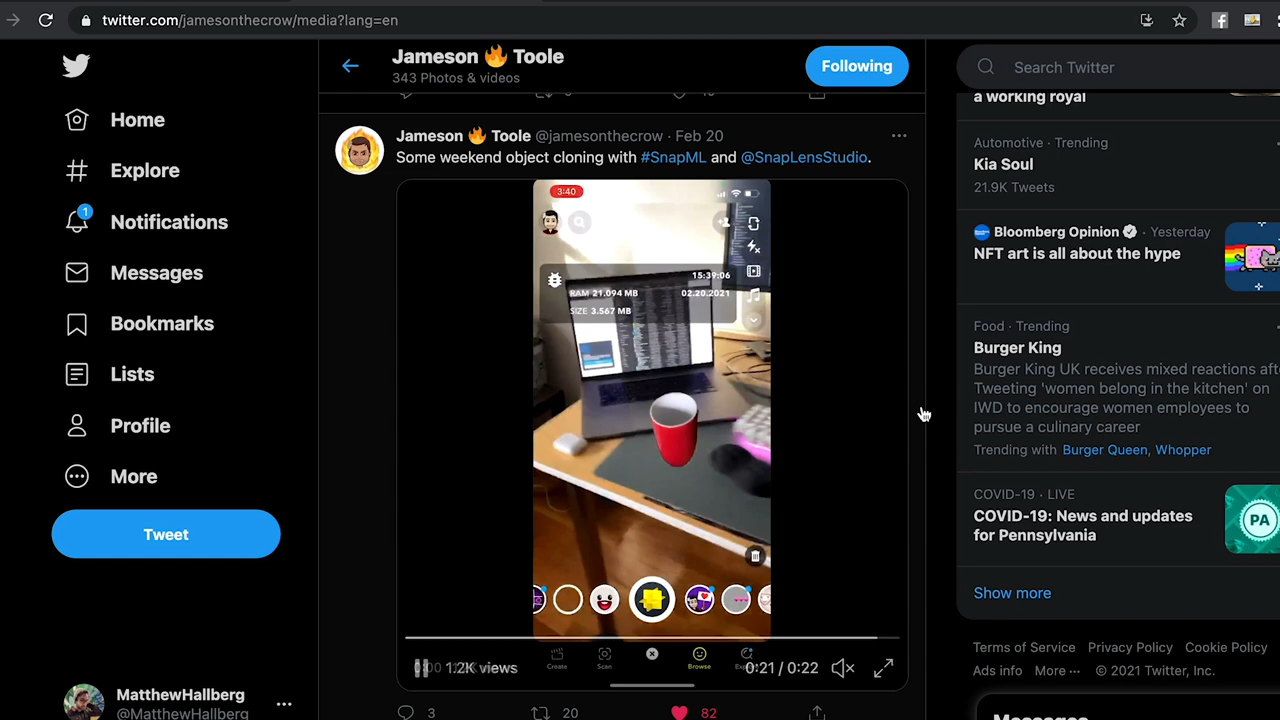 twitter.com/jamesonthecrow/media?lang=en
Home
Explore
1
Notifications
Messages
Bookmarks
Lists
Profile
More
Tweet
MatthewHallberg
@MatthewHallberg
Jameson 🔥 Toole
343 Photos & videos
Following
Jameson 🔥 Toole @jamesonthecrow · Feb 20
Some weekend object cloning with #SnapML and @SnapLensStudio.
3:40
15:39:06
RAM 21.094 MB 02.20.2021
SIZE 3.567 MB
Create
Scan
Browse
1.2K views
0:21 / 0:22
3
20
82
Search Twitter
a working royal
Automotive · Trending
Kia Soul
21.9K Tweets
Bloomberg Opinion · Yesterday
NFT art is all about the hype
Food · Trending
Burger King
Burger King UK receives mixed reactions after
Tweeting 'women belong in the kitchen' on
IWD to encourage women employees to
pursue a culinary career
Trending with Burger Queen, Whopper
COVID-19 · LIVE
COVID-19: News and updates
for Pennsylvania
PA
Show more
Terms of Service Privacy Policy Cookie Policy
Ads info More ··· © 2021 Twitter, Inc.
Messages